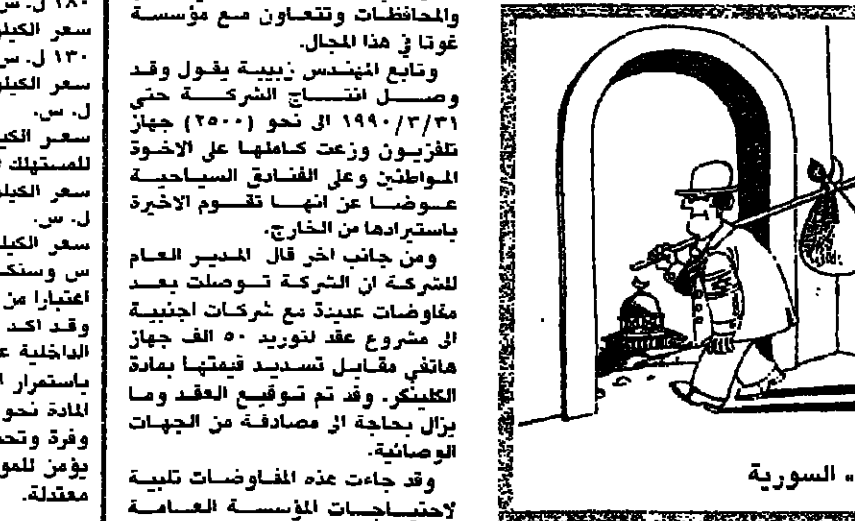 والمحافظات وتتعاون مع مؤسسة
غوتا في هذا المجال.
وتابع المهندس زبيبة يقول وقد
وصل انتاج الشركة حتى
١٩٩٠/٣/٣١ الى نحو (٢٥٠٠) جهاز
تلفزيون وزعت كاملها على الاخوة
المواطنين وعلى الفنادق السياحية
عوضا عن انها تقوم الاخيرة
باستيرادها من الخارج.
ومن جانب اخر قال المدير العام
للشركة ان الشركة توصلت بعد
مفاوضات عديدة مع شركات اجنبية
الى مشروع عقد لتوريد ٥٠ الف جهاز
هاتفي مقابل تسديد قيمتها بمادة
الكلينكر. وقد تم توقيع العقد وما
يزال بحاجة الى مصادقة من الجهات
الوصائية.
وقد جاءت هذه المفاوضات تلبية
لاحتياجات المؤسسة العامة
١٨٠ ل. س
سعر الكيلو
١٣٠ ل. س
سعر الكيلو
ل. س.
سعر الكيلو
للمستهلك
سعر الكيلو
ل. س.
سعر الكيلو
س وستكـ
اعتبارا من
وقد اكد
الداخلية عـ
باستمرار
المادة نحو
وفرة وتحـ
يؤمن للمو
معتدلة.
» السورية